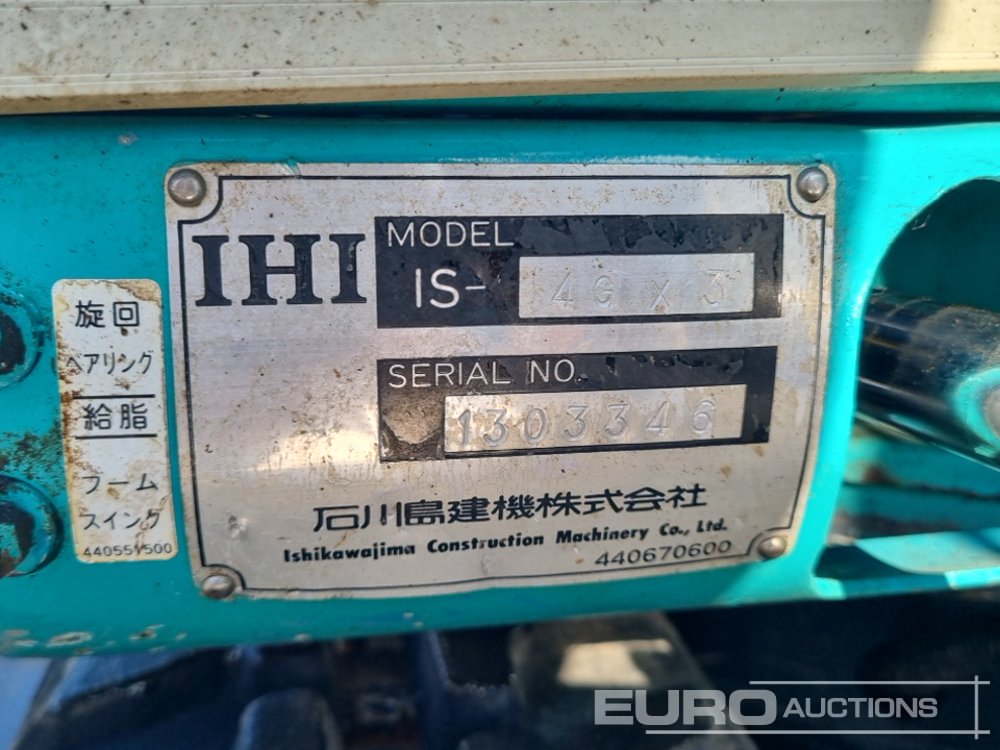 IHI
MODEL
IS-
4G X 3
SERIAL NO.
1303346
石川島建機株式会社
Ishikawajima Construction Machinery Co., Ltd.
440670600
旋回
ベアリング
給脂
ブーム
スイング
440551500
EURO AUCTIONS